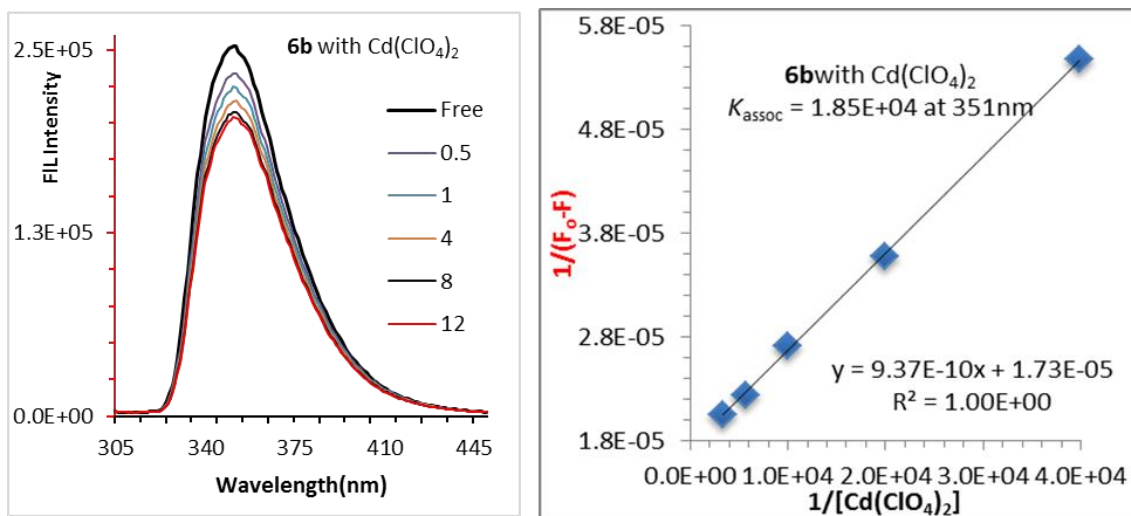 6b with Cd(ClO4)2
2.5E+05
1.3E+05
0.0E+00
FILIntensity
Free
0.5
1
4
8
12
305 340 375 410 445
Wavelength(nm)
5.8E-05
4.8E-05
3.8E-05
2.8E-05
1.8E-05
1/(Fo-F)
6bwith Cd(ClO4)2
Kassoc = 1.85E+04 at 351nm
y = 9.37E-10x + 1.73E-05
R² = 1.00E+00
0.0E+00 1.0E+04 2.0E+04 3.0E+04 4.0E+04
1/[Cd(ClO4)2]